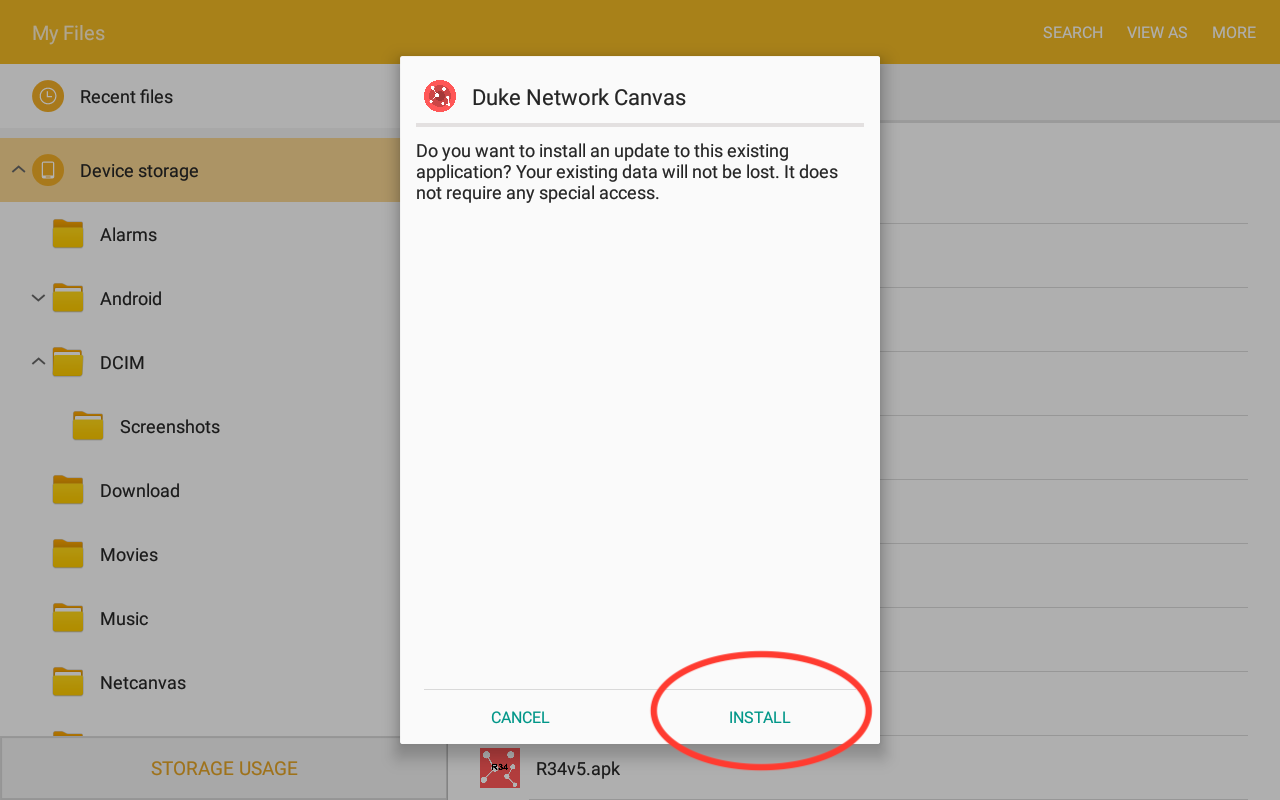 My Files
SEARCH VIEW AS MORE
Recent files
Device storage
Alarms
Android
DCIM
Screenshots
Download
Movies
Music
Netcanvas
STORAGE USAGE
Duke Network Canvas
Do you want to install an update to this existing
application? Your existing data will not be lost. It does
not require any special access.
CANCEL INSTALL
R34
R34v5.apk